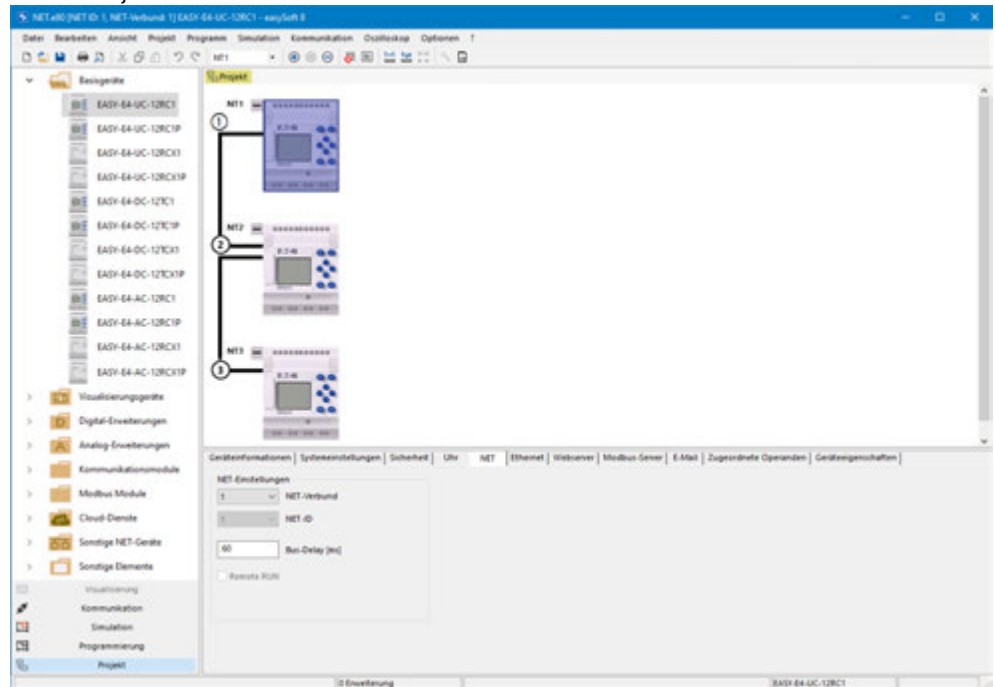 NET.e80 [NET ID: 1, NET-Verbund: 1] EASY-E4-UC-12RC1 - easySoft 8
Datei Bearbeiten Ansicht Projekt Programm Simulation Kommunikation Oszilloskop Optionen ?
NT1
Basisgeräte
EASY-E4-UC-12RC1
EASY-E4-UC-12RC1P
EASY-E4-UC-12RCX1
EASY-E4-UC-12RCX1P
EASY-E4-DC-12TC1
EASY-E4-DC-12TC1P
EASY-E4-DC-12TCX1
EASY-E4-DC-12TCX1P
EASY-E4-AC-12RC1
EASY-E4-AC-12RC1P
EASY-E4-AC-12RCX1
EASY-E4-AC-12RCX1P
Visualisierungsgeräte
Digital-Erweiterungen
Analog-Erweiterungen
Kommunikationsmodule
Modbus Module
Cloud-Dienste
Sonstige NET-Geräte
Sonstige Elemente
Visualisierung
Kommunikation
Simulation
Programmierung
Projekt
Projekt
NT1
1
NT2
2
NT3
3
Geräteinformationen Systemeinstellungen Sicherheit Uhr NET Ethernet Webserver Modbus-Server E-Mail Zugeordnete Operanden Geräteeigenschaften
NET-Einstellungen
1 NET-Verbund
1 NET-ID
60 Bus-Delay [ms]
Remote RUN
0 Erweiterung EASY-E4-UC-12RC1